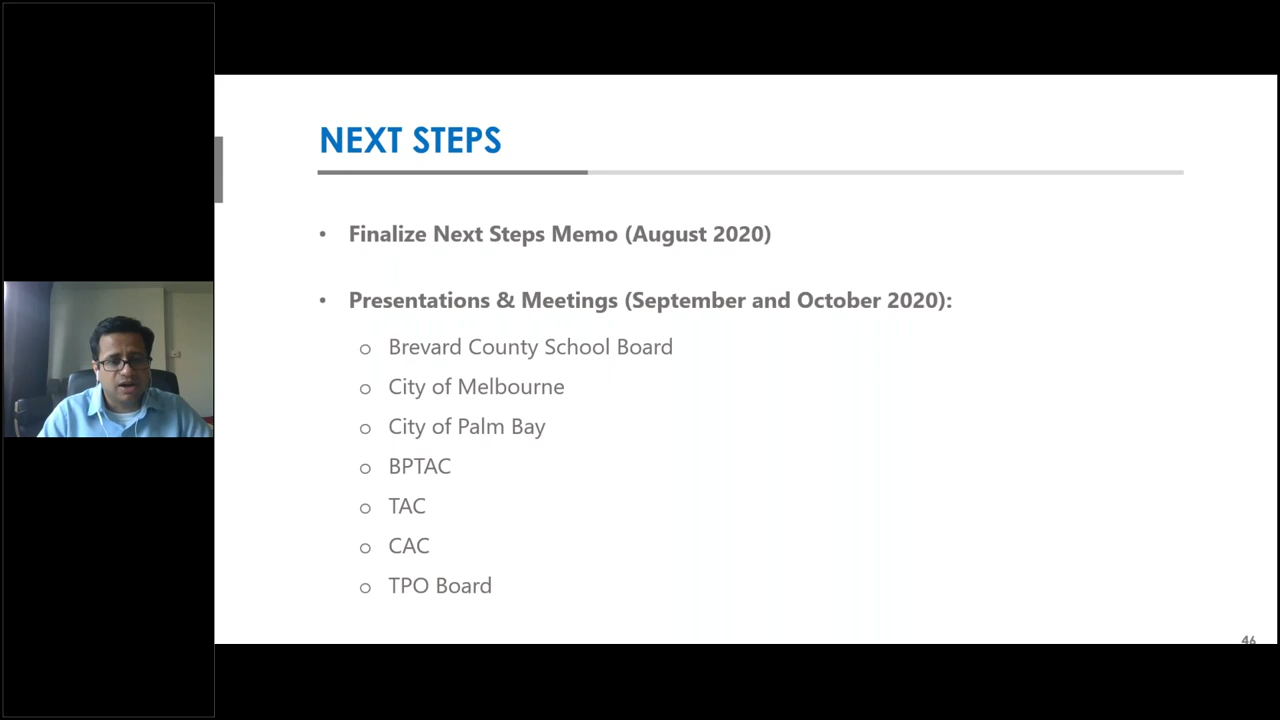 NEXT STEPS
• Finalize Next Steps Memo (August 2020)
• Presentations & Meetings (September and October 2020):
o Brevard County School Board
o City of Melbourne
o City of Palm Bay
o BPTAC
o TAC
o CAC
o TPO Board
46